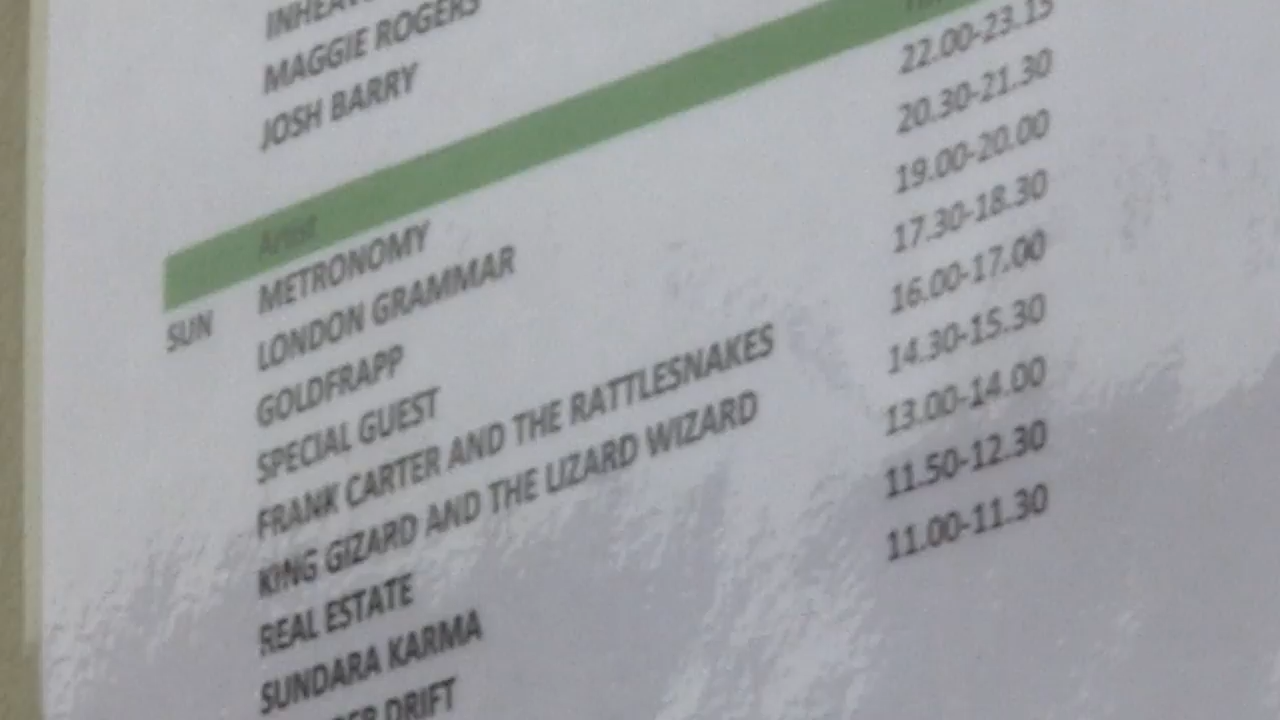 MAGGIE ROGERS
JOSH BARRY
Artist
SUN METRONOMY 22.00-23.15
LONDON GRAMMAR 20.30-21.30
GOLDFRAPP 19.00-20.00
SPECIAL GUEST 17.30-18.30
FRANK CARTER AND THE RATTLESNAKES 16.00-17.00
KING GIZARD AND THE LIZARD WIZARD 14.30-15.30
REAL ESTATE 13.00-14.00
SUNDARA KARMA 11.50-12.30
DRIFT 11.00-11.30